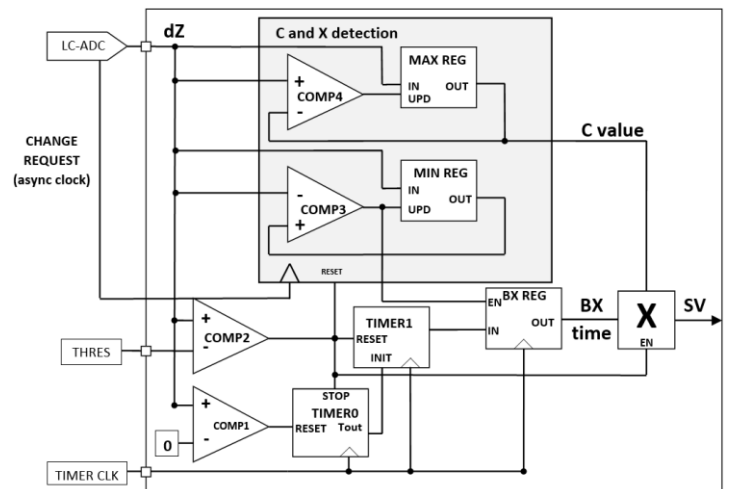 LC-ADC
dZ
C and X detection
MAX REG
IN
OUT
UPD
+
-
COMP4
CHANGE
REQUEST
(async clock)
C value
MIN REG
IN
OUT
UPD
-
+
COMP3
RESET
BX REG
EN
IN
OUT
BX
time
X
EN
SV
THRES
+
-
COMP2
TIMER1
RESET
INIT
STOP
TIMER0
RESET
Tout
+
-
COMP1
0
TIMER CLK